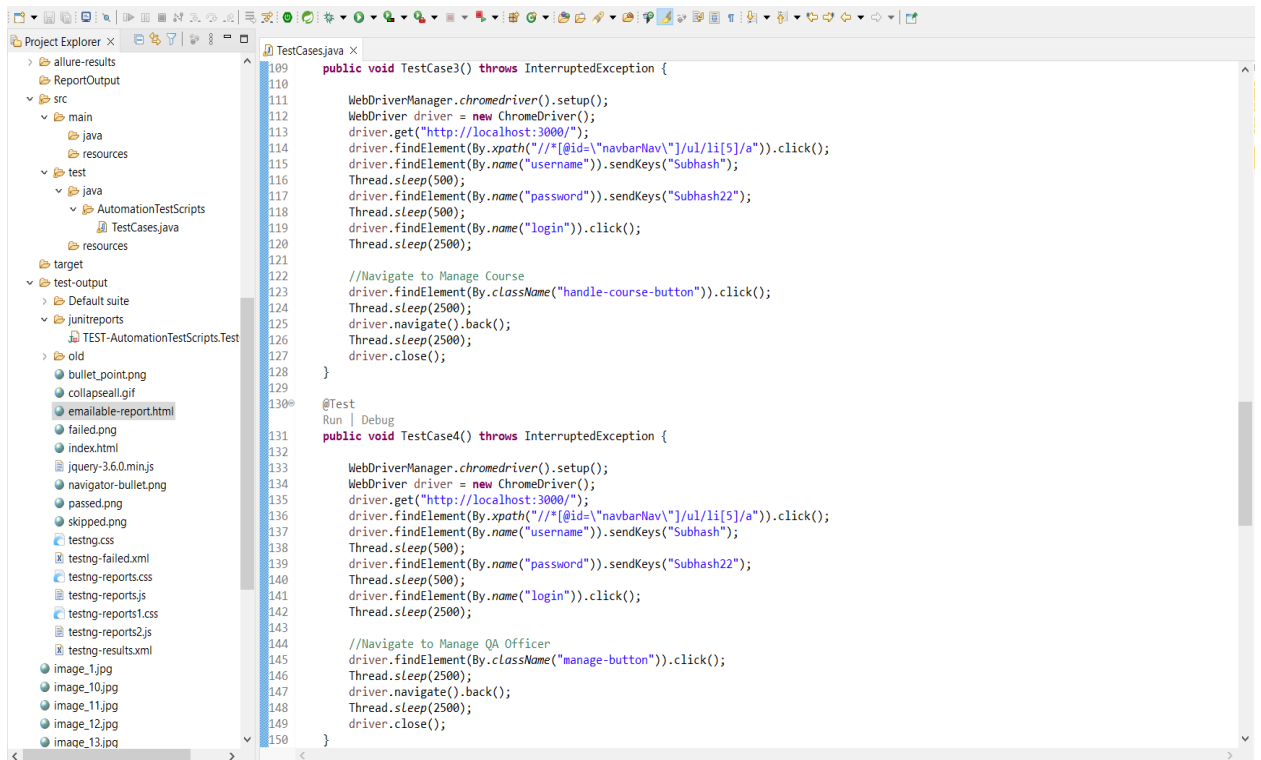 Project Explorer
allure-results
ReportOutput
src
main
java
resources
test
java
AutomationTestScripts
TestCases.java
resources
target
test-output
Default suite
junitreports
TEST-AutomationTestScripts.Test
old
bullet_point.png
collapseall.gif
emailable-report.html
failed.png
index.html
jquery-3.6.0.min.js
navigator-bullet.png
passed.png
skipped.png
testng.css
testng-failed.xml
testng-reports.css
testng-reports.js
testng-reports1.css
testng-reports2.js
testng-results.xml
image_1.jpg
image_10.jpg
image_11.jpg
image_12.jpg
image_13.jpg
TestCases.java
109 public void TestCase3() throws InterruptedException {
110
111 WebDriverManager.chromedriver().setup();
112 WebDriver driver = new ChromeDriver();
113 driver.get("http://localhost:3000/");
114 driver.findElement(By.xpath("//*[@id=\"navbarNav\"]/ul/li[5]/a")).click();
115 driver.findElement(By.name("username")).sendKeys("Subhash");
116 Thread.sleep(500);
117 driver.findElement(By.name("password")).sendKeys("Subhash22");
118 Thread.sleep(500);
119 driver.findElement(By.name("login")).click();
120 Thread.sleep(2500);
121
122 //Navigate to Manage Course
123 driver.findElement(By.className("handle-course-button")).click();
124 Thread.sleep(2500);
125 driver.navigate().back();
126 Thread.sleep(2500);
127 driver.close();
128 }
129
130 @Test
Run | Debug
131 public void TestCase4() throws InterruptedException {
132
133 WebDriverManager.chromedriver().setup();
134 WebDriver driver = new ChromeDriver();
135 driver.get("http://localhost:3000/");
136 driver.findElement(By.xpath("//*[@id=\"navbarNav\"]/ul/li[5]/a")).click();
137 driver.findElement(By.name("username")).sendKeys("Subhash");
138 Thread.sleep(500);
139 driver.findElement(By.name("password")).sendKeys("Subhash22");
140 Thread.sleep(500);
141 driver.findElement(By.name("login")).click();
142 Thread.sleep(2500);
143
144 //Navigate to Manage QA Officer
145 driver.findElement(By.className("manage-button")).click();
146 Thread.sleep(2500);
147 driver.navigate().back();
148 Thread.sleep(2500);
149 driver.close();
150 }